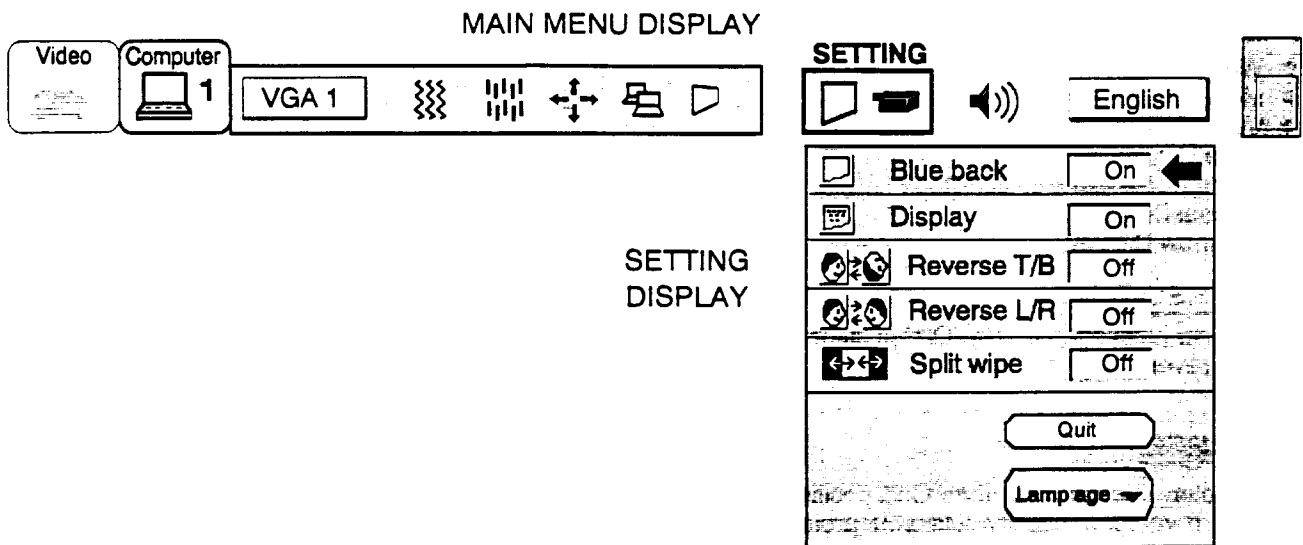 MAIN MENU DISPLAY
Video
Computer
1
VGA 1
SETTING
English
Blue back On
Display On
Reverse T/B Off
Reverse L/R Off
Split wipe Off
SETTING
DISPLAY
Quit
Lamp age